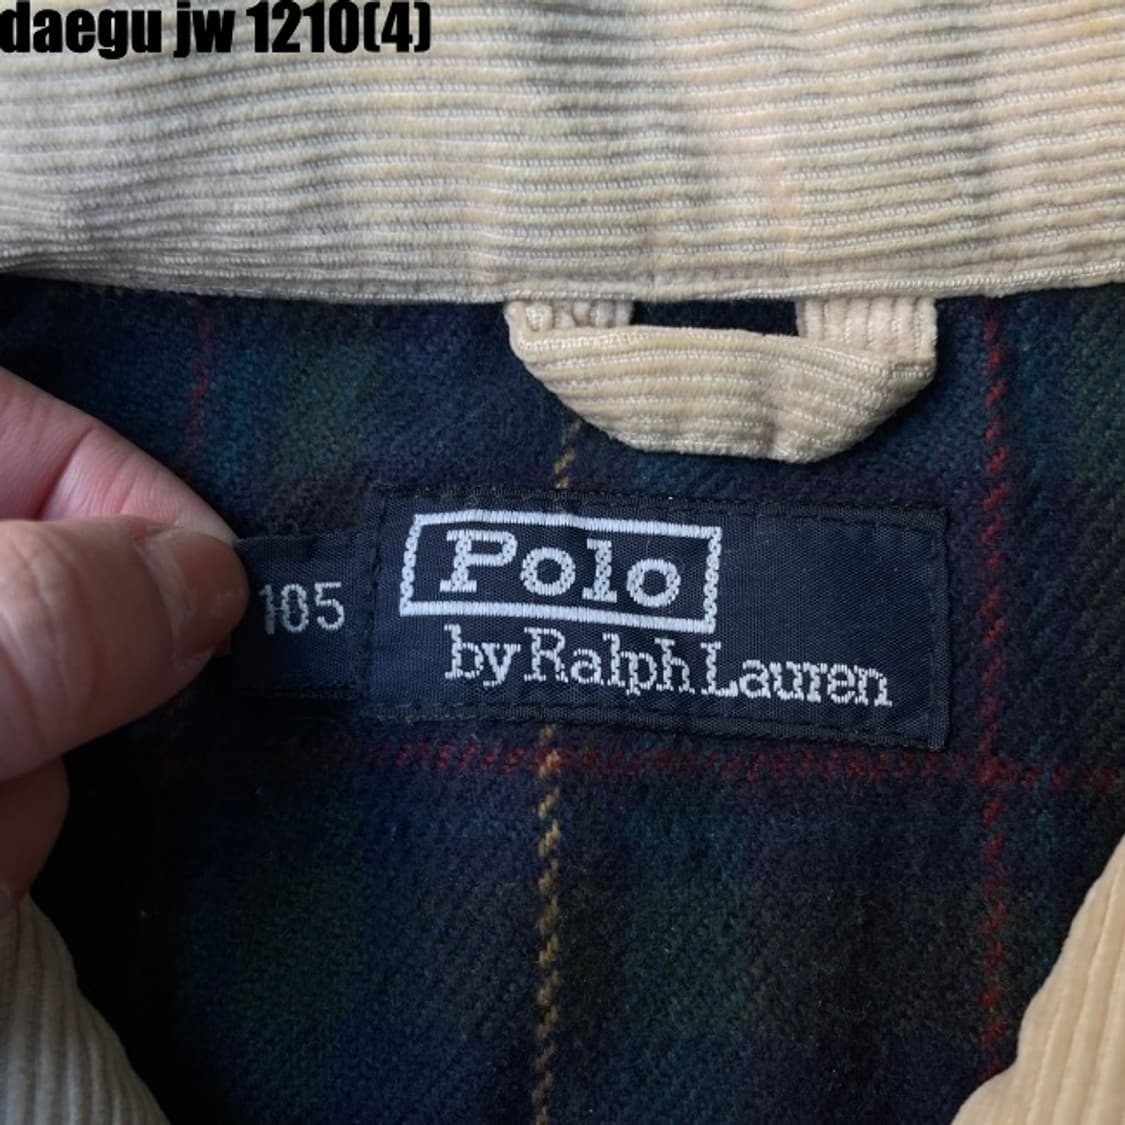 daegu jw 1210(4)
105
Polo
by Ralph Lauren